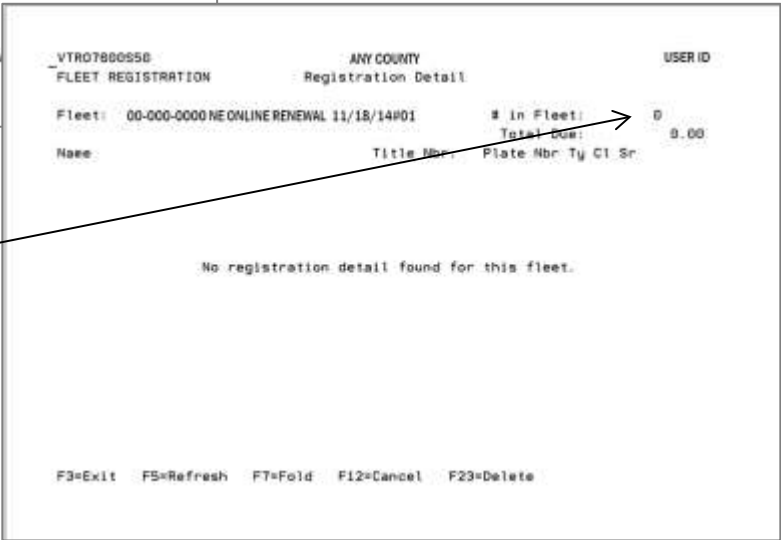 _VTRO7800S50 ANY COUNTY USER ID
FLEET REGISTRATION Registration Detail
Fleet: 00-000-0000 NE ONLINE RENEWAL 11/18/14#01 # in Fleet: 0
Total Due: 0.00
Name Title Nbr. Plate Nbr Ty Cl Sr
No registration detail found for this fleet.
F3=Exit F5=Refresh F7=Fold F12=Cancel F23=Delete